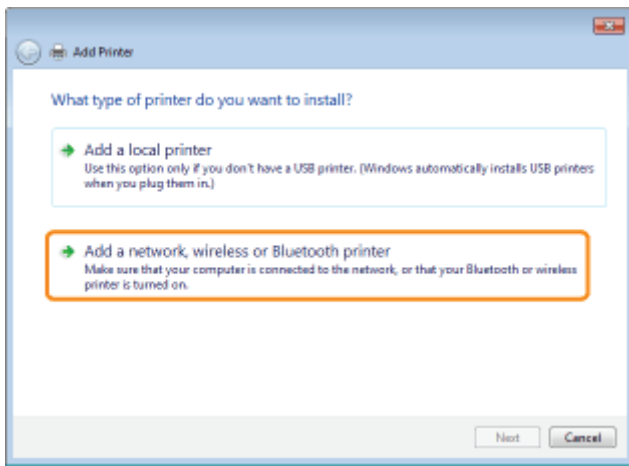 Add Printer
What type of printer do you want to install?
Add a local printer
Use this option only if you don't have a USB printer. (Windows automatically installs USB printers
when you plug them in.)
Add a network, wireless or Bluetooth printer
Make sure that your computer is connected to the network, or that your Bluetooth or wireless
printer is turned on.
Next Cancel